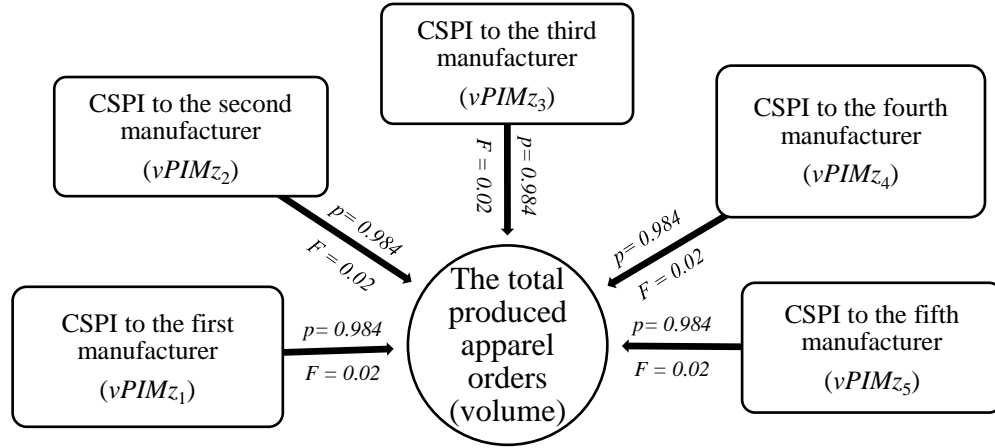 CSPI to the third
manufacturer
(vPIMz₃)
CSPI to the second
manufacturer
(vPIMz₂)
CSPI to the fourth
manufacturer
(vPIMz₄)
p= 0.984
F = 0.02
p= 0.984
F = 0.02
p= 0.984
F = 0.02
CSPI to the first
manufacturer
(vPIMz₁)
p= 0.984
F = 0.02
The total
produced
apparel
orders
(volume)
p= 0.984
F = 0.02
CSPI to the fifth
manufacturer
(vPIMz₅)